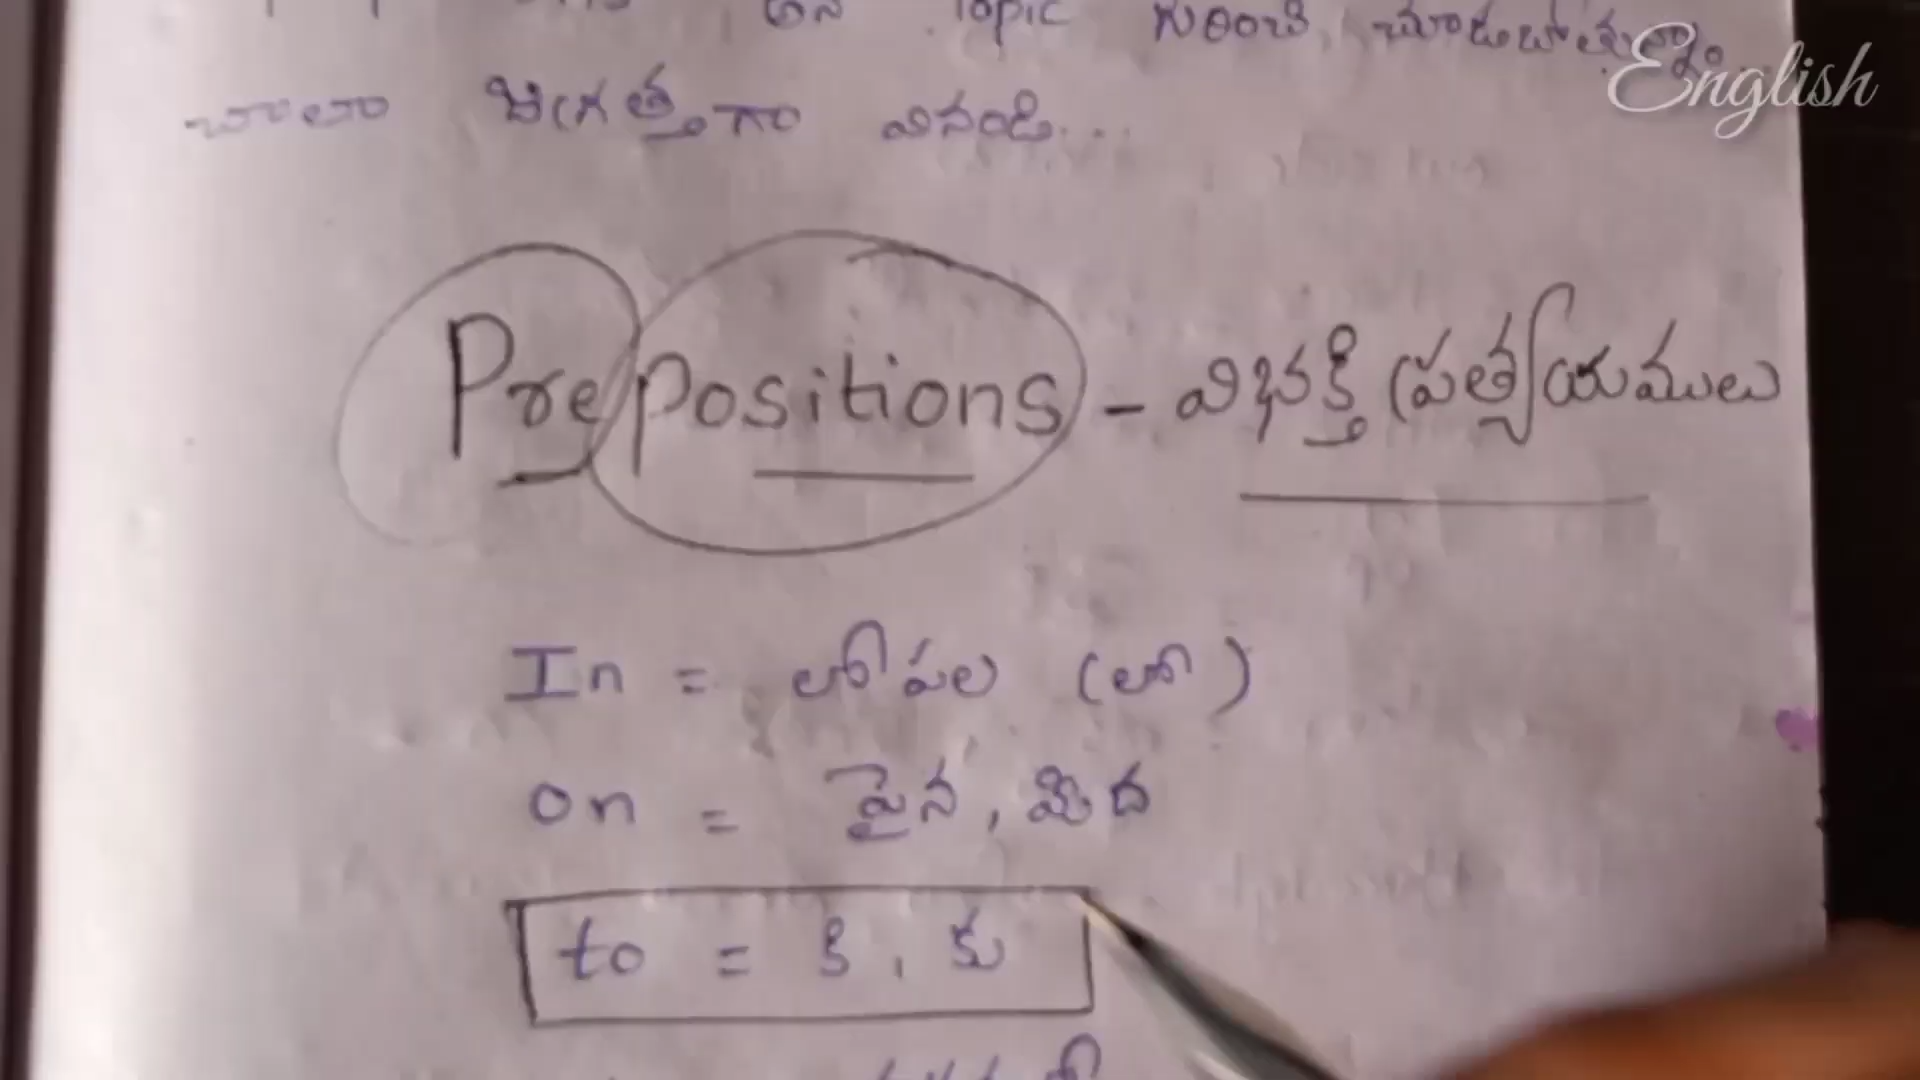 అనే Topic గురించి చూడబోతున్నాం..
English
చాలా జాగ్రత్తగా వినండి...
Prepositions - విభక్తి ప్రత్యయములు
In = లోపల (లో)
on = పైన, మీద
to = కి, కు